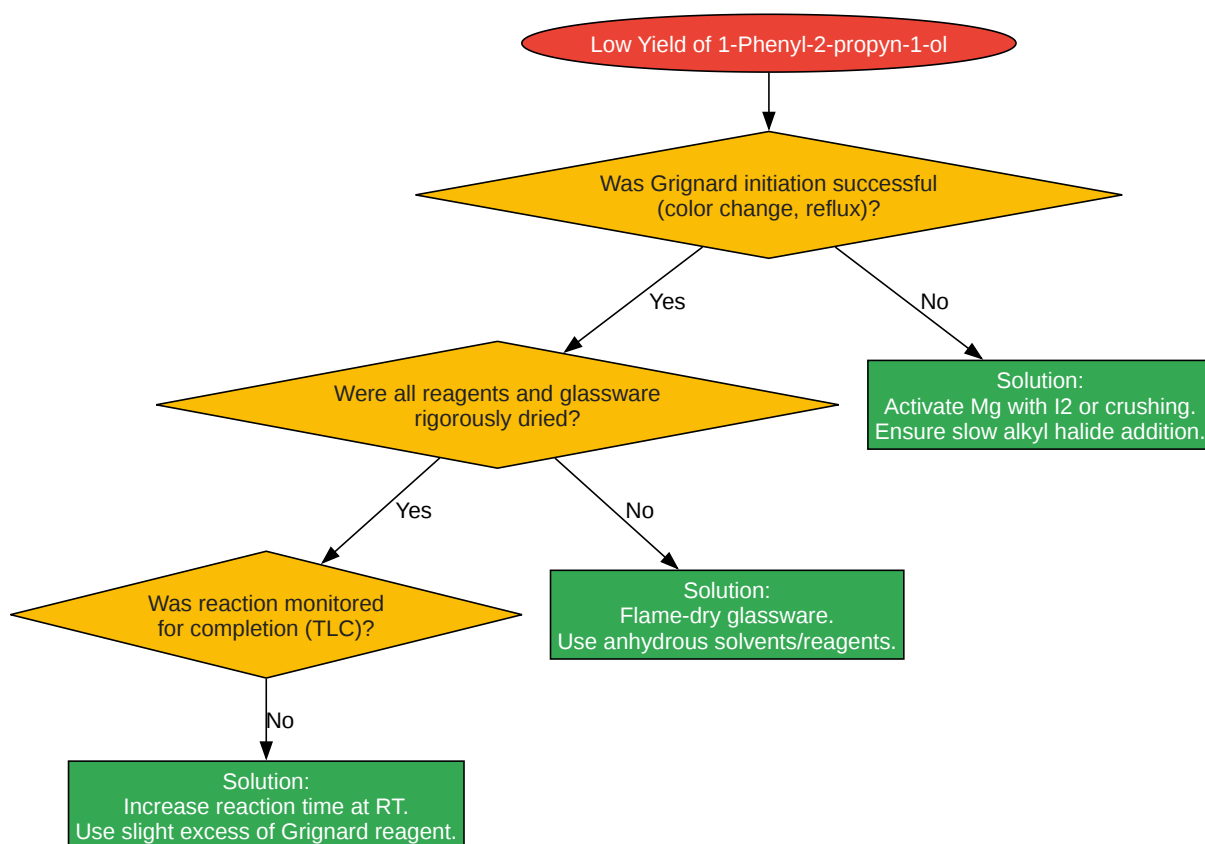 Low Yield of 1-Phenyl-2-propyn-1-ol
Was Grignard initiation successful
(color change, reflux)?
Yes
No
Were all reagents and glassware
rigorously dried?
Solution:
Activate Mg with I2 or crushing.
Ensure slow alkyl halide addition.
Yes
No
Was reaction monitored
for completion (TLC)?
Solution:
Flame-dry glassware.
Use anhydrous solvents/reagents.
No
Solution:
Increase reaction time at RT.
Use slight excess of Grignard reagent.